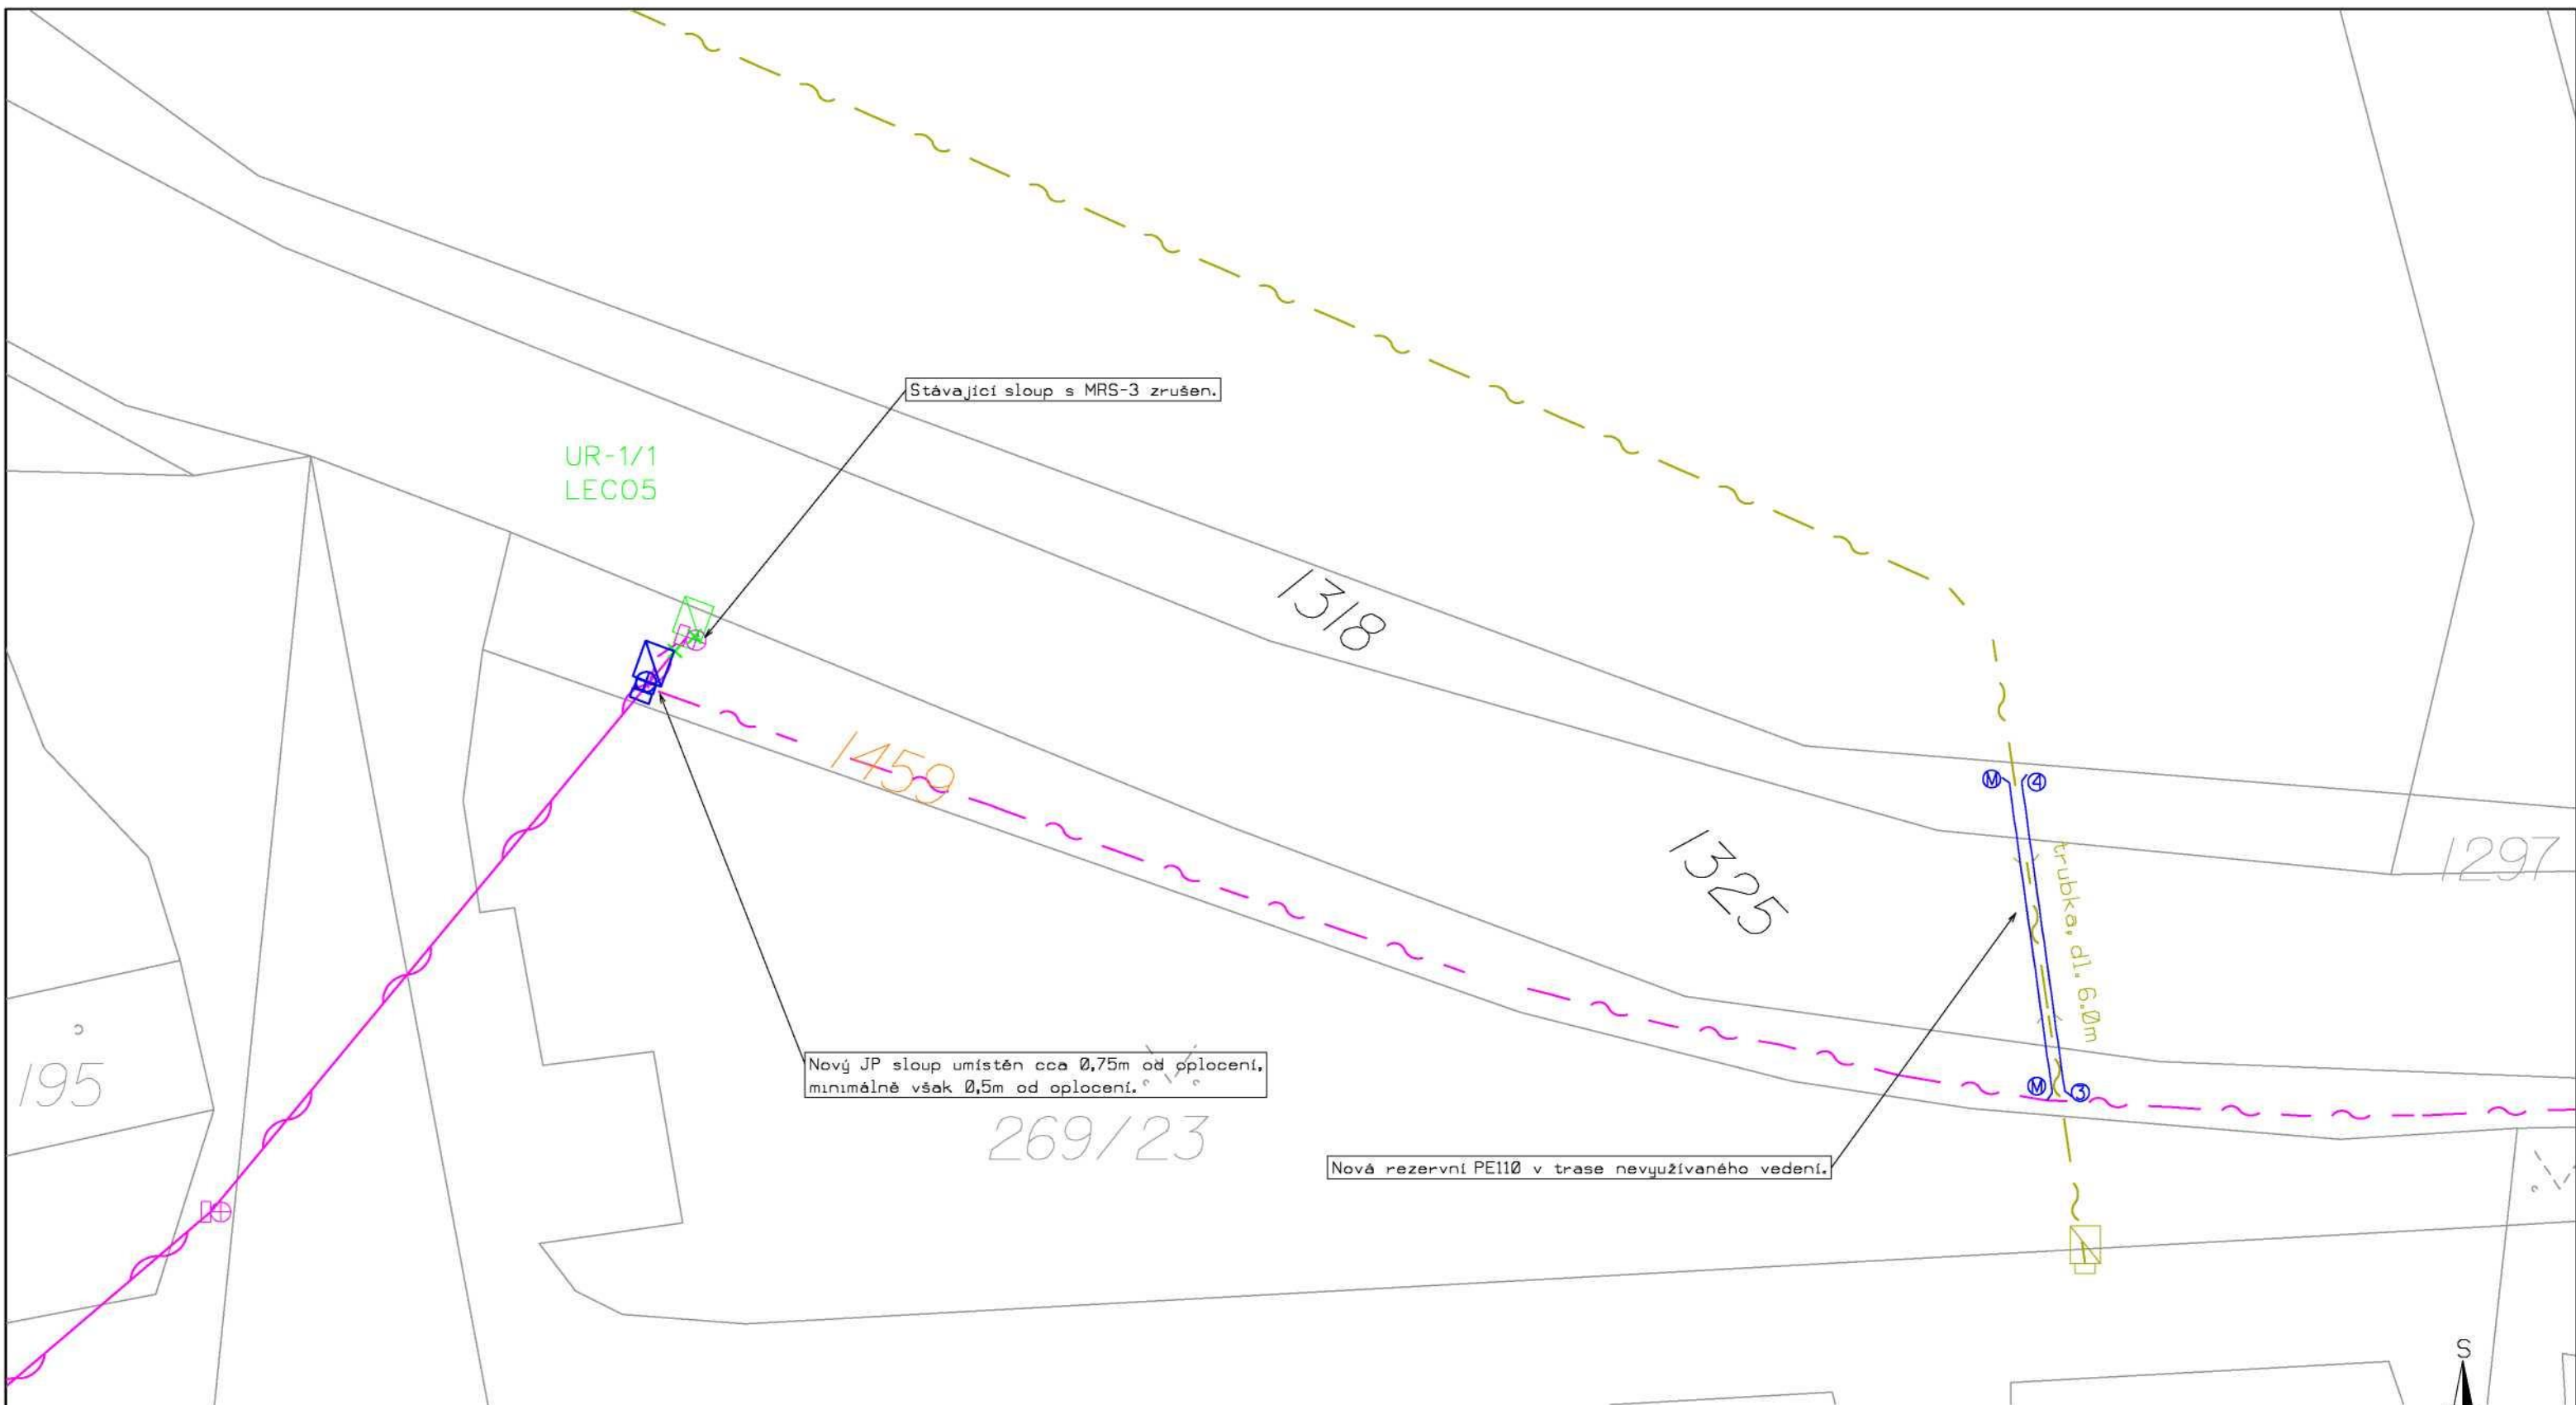 Stávající sloup s MRS-3 zrušen.
UR-1/1
LECO5
1318
1459
1325
1297
M
4
trubka, dl. 6.0m
195
Nový JP sloup umístěn cca 0,75m od oplocení,
minimálně však 0,5m od oplocení.
M
3
269/23
Nová rezervní PE110 v trase nevyužívaného vedení.
S